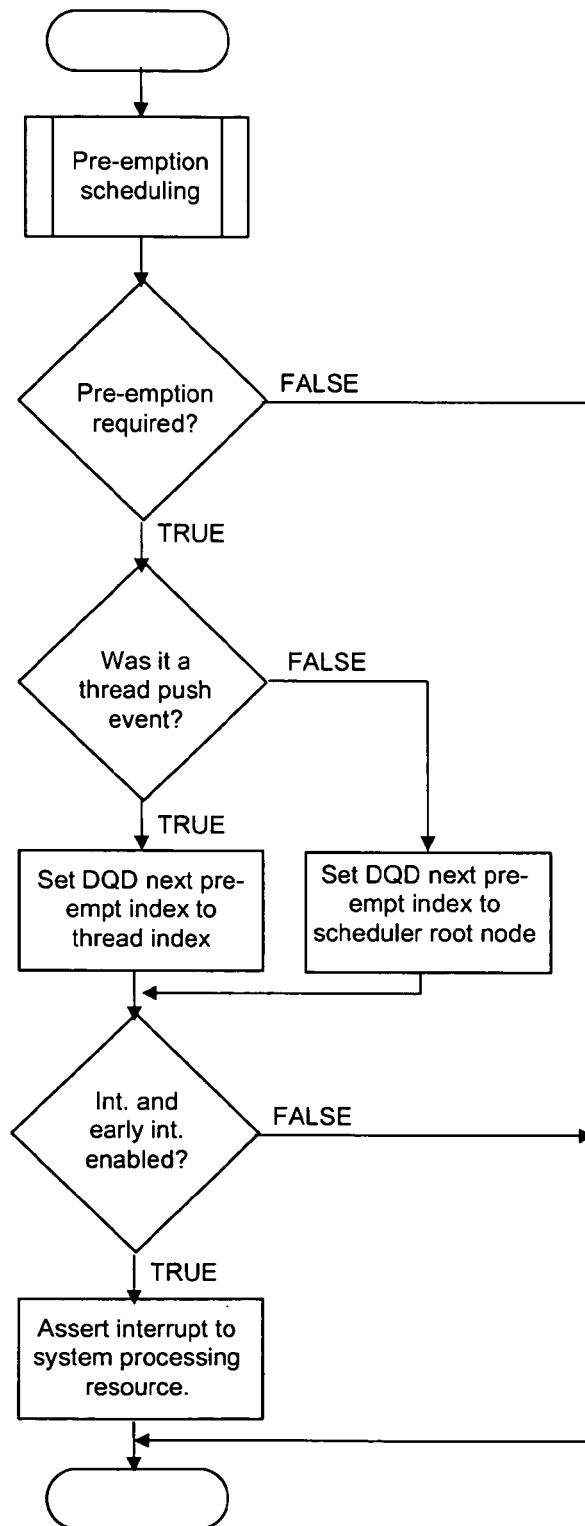 Pre-emption
scheduling
Pre-emption
required?
FALSE
TRUE
Was it a
thread push
event?
FALSE
TRUE
Set DQD next pre-
empt index to
thread index
Set DQD next pre-
empt index to
scheduler root node
Int. and
early int.
enabled?
FALSE
TRUE
Assert interrupt to
system processing
resource.